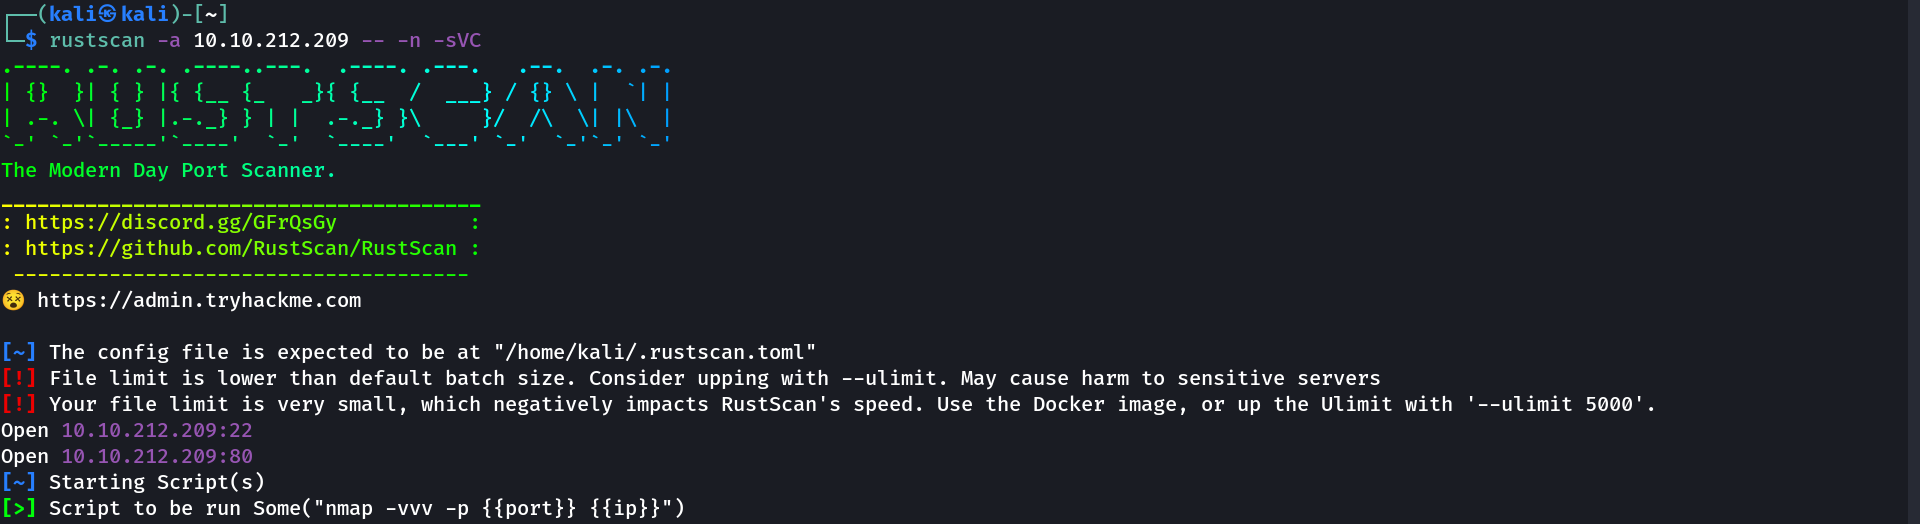 ┌──(kali㉿kali)-[~]
└─$ rustscan -a 10.10.212.209 -- -n -sVC
.----. .-. .-. .----..---.  .----. .---.   .--.  .-. .-.
| {}  }| { } |{ {__ {_   _}{ {__  /  ___} / {} \ |  `| |
| .-. \| {_} |.-._} } | |  .-._} }\     }/  /\  \| |\  |
`-' `-'`-----'`----'  `-'  `----'  `---' `-'  `-'`-' `-'
The Modern Day Port Scanner.
________________________________________
: https://discord.gg/GFrQsGy           :
: https://github.com/RustScan/RustScan :
 --------------------------------------
😵 https://admin.tryhackme.com
[~] The config file is expected to be at "/home/kali/.rustscan.toml"
[!] File limit is lower than default batch size. Consider upping with --ulimit. May cause harm to sensitive servers
[!] Your file limit is very small, which negatively impacts RustScan's speed. Use the Docker image, or up the Ulimit with '--ulimit 5000'.
Open 10.10.212.209:22
Open 10.10.212.209:80
[~] Starting Script(s)
[>] Script to be run Some("nmap -vvv -p {{port}} {{ip}}")